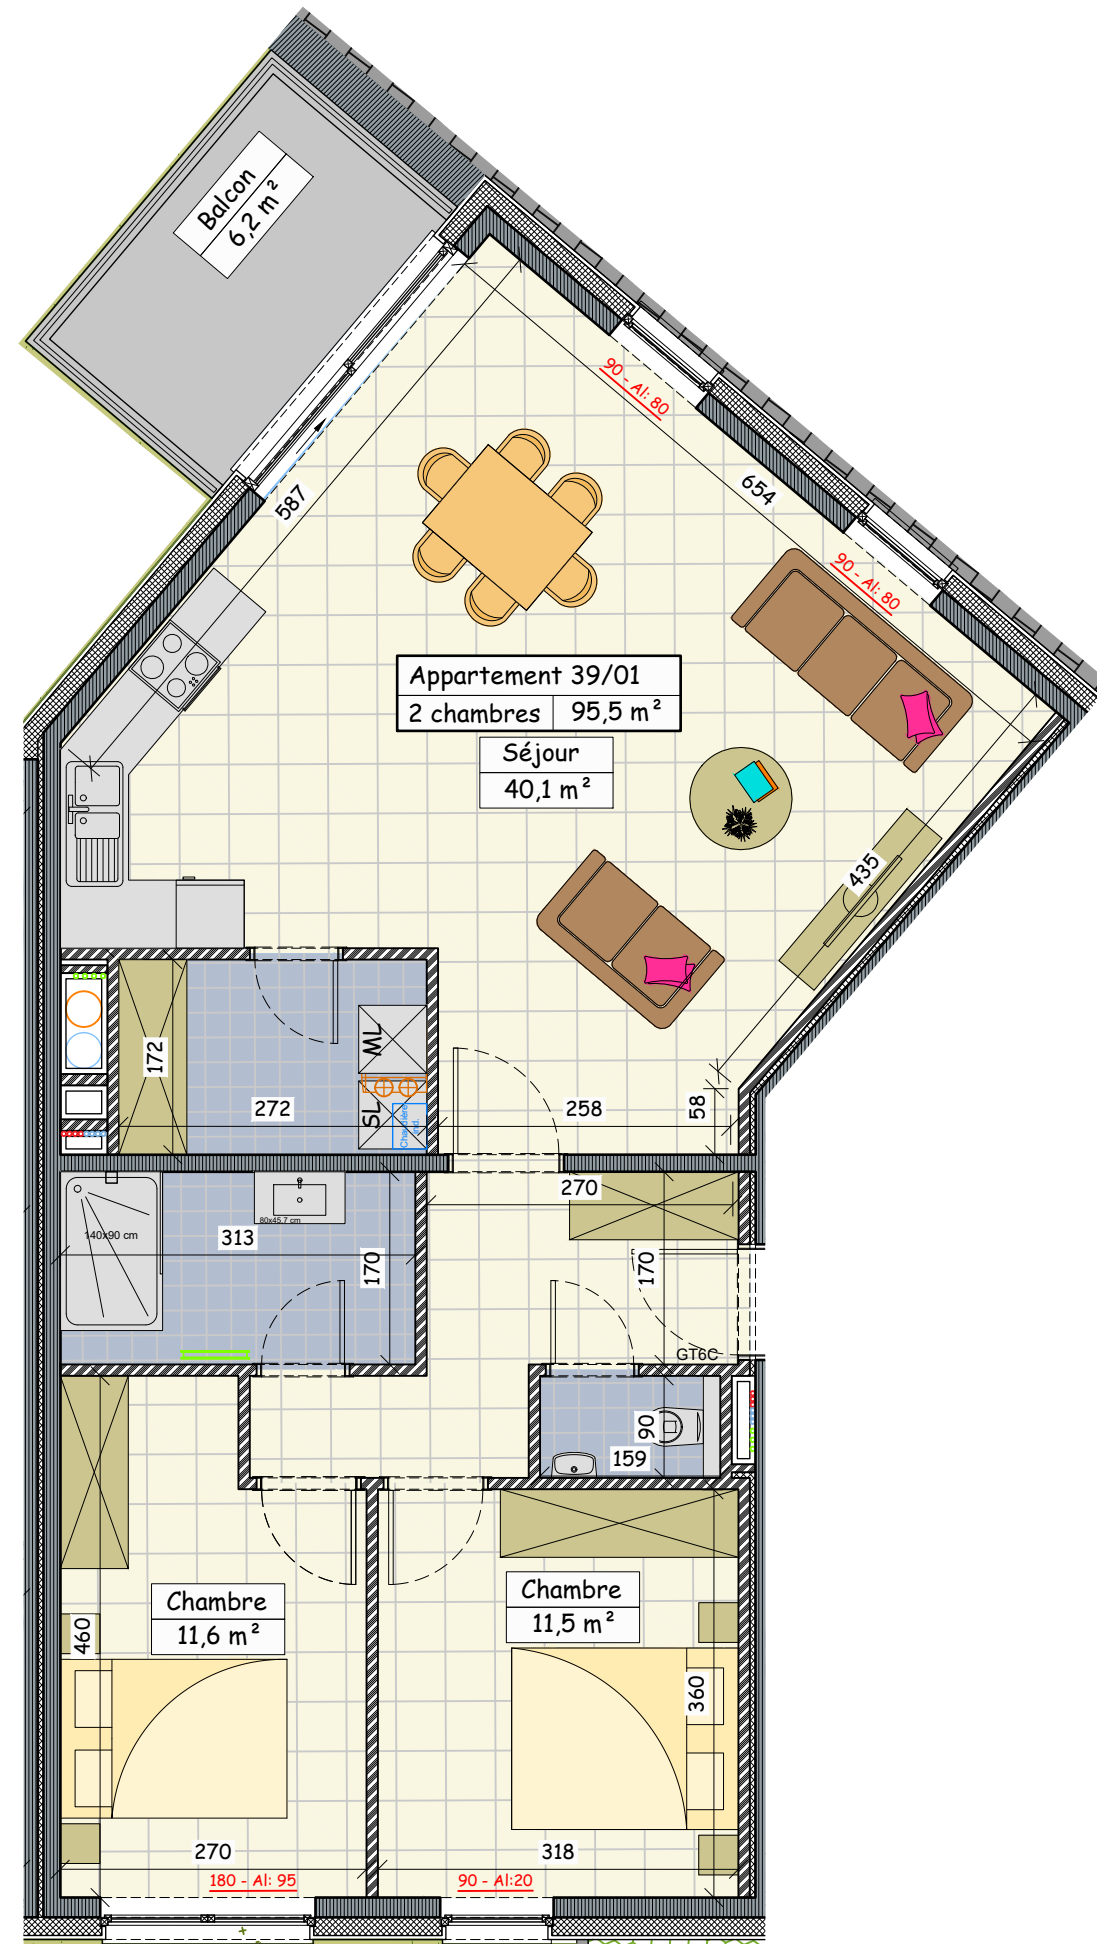 Balcon
6,2 m²
90 - Al: 80
587
654
90 - Al: 80
Appartement 39/01
2 chambres 95,5 m²
Séjour
40,1 m²
435
172
ML
272
SL
Chaudière
ind.
258
58
270
140x90 cm
80x45,7 cm
313
170
170
GT6C
90
159
Chambre
11,6 m²
Chambre
11,5 m²
460
360
270
318
180 - Al: 95
90 - Al:20